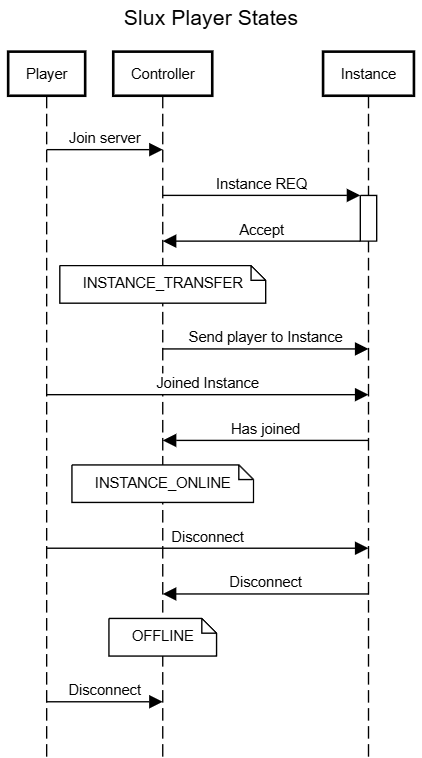 Slux Player States
Player
Controller
Instance
Join server
Instance REQ
Accept
INSTANCE_TRANSFER
Send player to Instance
Joined Instance
Has joined
INSTANCE_ONLINE
Disconnect
Disconnect
OFFLINE
Disconnect